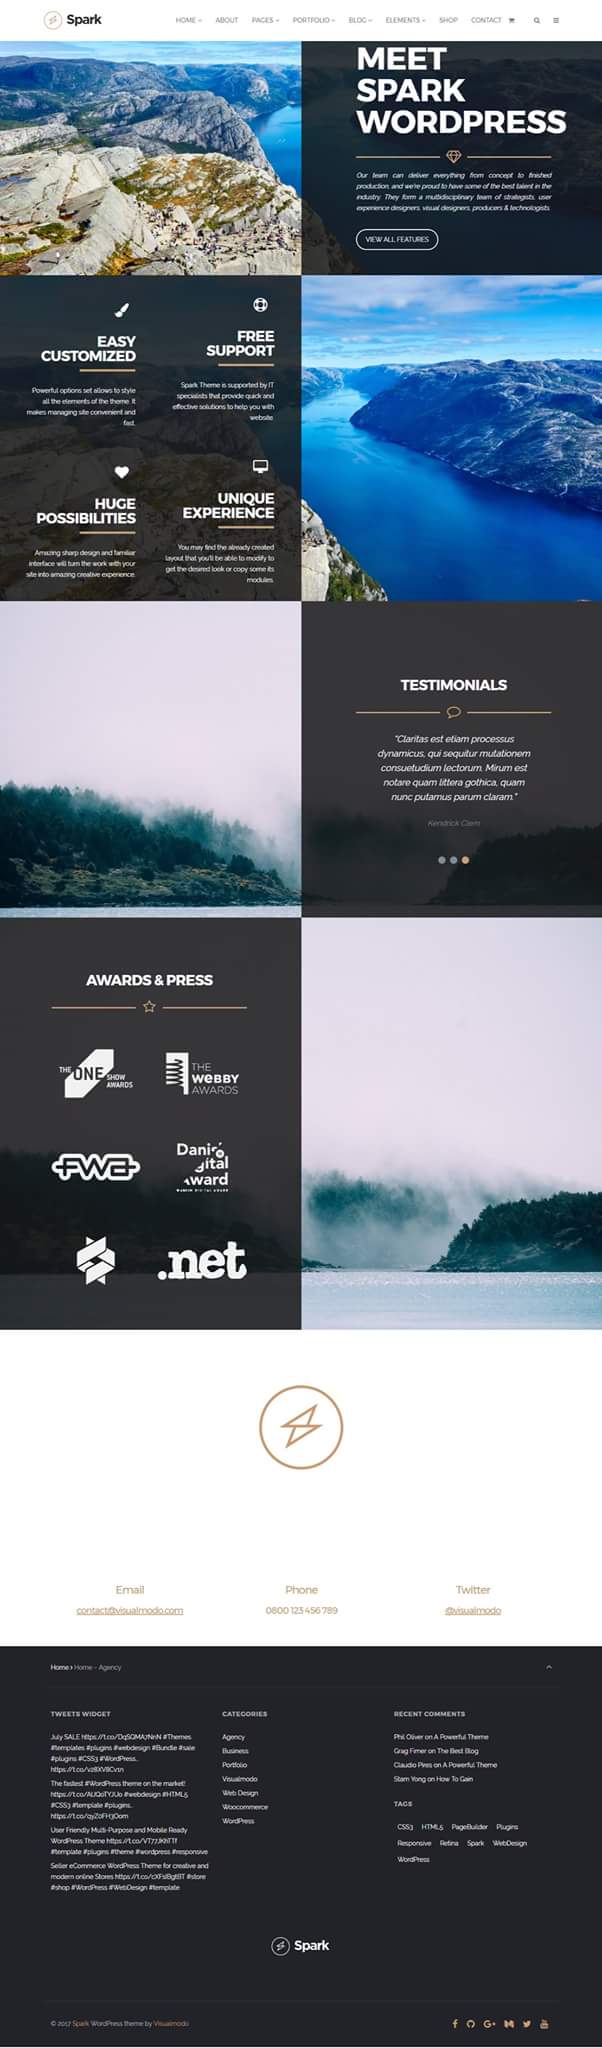 Spark
HOME ABOUT PAGES PORTFOLIO BLOG ELEMENTS SHOP CONTACT
MEET
SPARK
WORDPRESS
Our team can deliver everything from concept to finished
production, and we're proud to have some of the best talent in the
industry. They form a multidisciplinary team of strategists, user
experience designers, visual designers, producers & technologists.
VIEW ALL FEATURES
EASY
CUSTOMIZED
Powerful options set allows to style
all the elements of the theme. It
makes managing site convenient and
fast.
FREE
SUPPORT
Spark Theme is supported by IT
specialists that provide quick and
effective solutions to help you with
website.
HUGE
POSSIBILITIES
Amazing sharp design and familiar
interface will turn the work with your
site into amazing creative experience.
UNIQUE
EXPERIENCE
You may find the already created
layout that you'll be able to modify to
get the desired look or copy some its
modules.
TESTIMONIALS
"Claritas est etiam processus
dynamicus, qui sequitur mutationem
consuetudium lectorum. Mirum est
notare quam littera gothica, quam
nunc putamus parum claram."
Kendrick Clem
AWARDS & PRESS
THE ONE SHOW
AWARDS
THE
WEBBY
AWARDS
FWA
Danish
Digital
Award
DANISH DIGITAL AWARD
.net
Email
contact@visualmodo.com
Phone
0800 123 456 789
Twitter
@visualmodo
Home › Home – Agency
TWEETS WIDGET
July SALE https://t.co/DqSQMA7NnN #Themes
#templates #plugins #webdesign #Bundle #sale
#plugins #CSS3 #WordPress…
https://t.co/vz8XV8Cv1n
The fastest #WordPress theme on the market!
https://t.co/ALlQoTYJUo #webdesign #HTML5
#CSS3 #template #plugins…
https://t.co/qyZ0FH3Oom
User Friendly Multi-Purpose and Mobile Ready
WordPress Theme https://t.co/VT77JKhTTf
#template #plugins #theme #wordpress #responsive
Seller eCommerce WordPress Theme for creative and
modern online Stores https://t.co/cXFsIBgtBT #store
#shop #WordPress #WebDesign #template
CATEGORIES
Agency
Business
Portfolio
Visualmodo
Web Design
Woocommerce
WordPress
RECENT COMMENTS
Phil Oliver on A Powerful Theme
Grag Fimer on The Best Blog
Claudio Pires on A Powerful Theme
Stam Yong on How To Gain
TAGS
CSS3 HTML5 PageBuilder Plugins
Responsive Retina Spark WebDesign
WordPress
Spark
© 2017 Spark WordPress theme by Visualmodo